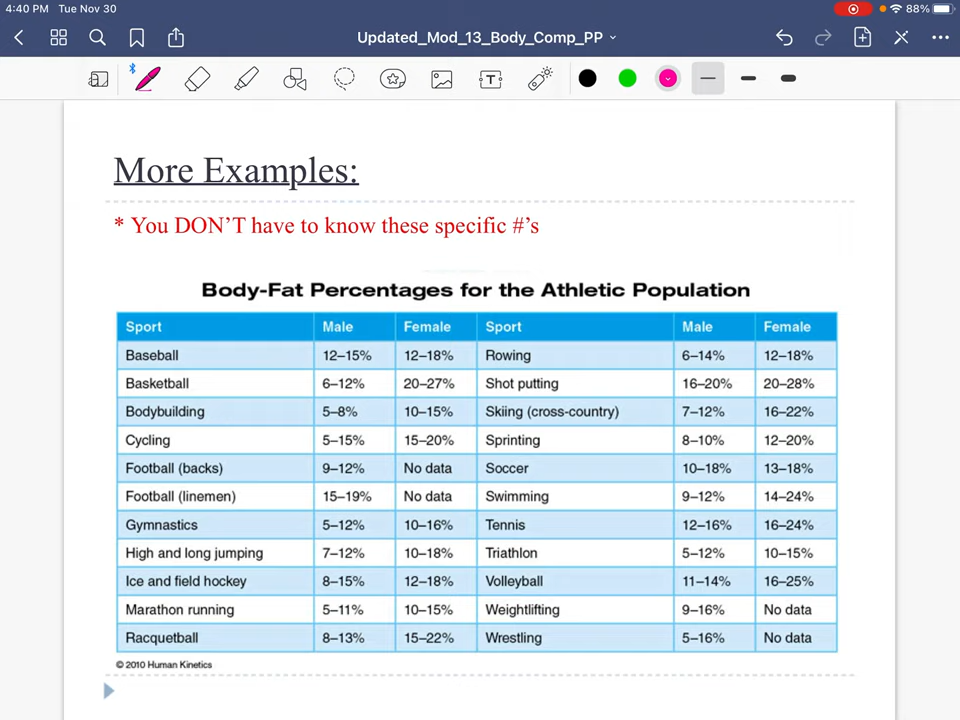 4:40 PM Tue Nov 30 88%
Updated_Mod_13_Body_Comp_PP
T
More Examples:
* You DON’T have to know these specific #’s
Body-Fat Percentages for the Athletic Population
Sport Male Female Sport Male Female
Baseball 12–15% 12–18% Rowing 6–14% 12–18%
Basketball 6–12% 20–27% Shot putting 16–20% 20–28%
Bodybuilding 5–8% 10–15% Skiing (cross-country) 7–12% 16–22%
Cycling 5–15% 15–20% Sprinting 8–10% 12–20%
Football (backs) 9–12% No data Soccer 10–18% 13–18%
Football (linemen) 15–19% No data Swimming 9–12% 14–24%
Gymnastics 5–12% 10–16% Tennis 12–16% 16–24%
High and long jumping 7–12% 10–18% Triathlon 5–12% 10–15%
Ice and field hockey 8–15% 12–18% Volleyball 11–14% 16–25%
Marathon running 5–11% 10–15% Weightlifting 9–16% No data
Racquetball 8–13% 15–22% Wrestling 5–16% No data
© 2010 Human Kinetics